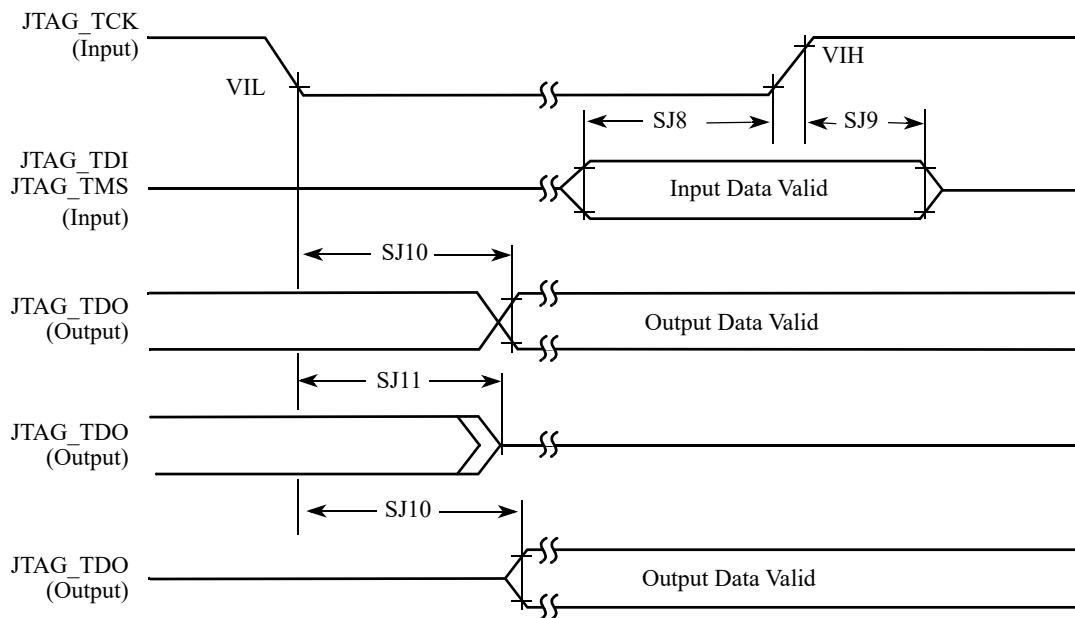 JTAG_TCK
(Input)
VIL
VIH
SJ8
SJ9
JTAG_TDI
JTAG_TMS
(Input)
Input Data Valid
SJ10
JTAG_TDO
(Output)
Output Data Valid
SJ11
JTAG_TDO
(Output)
SJ10
JTAG_TDO
(Output)
Output Data Valid